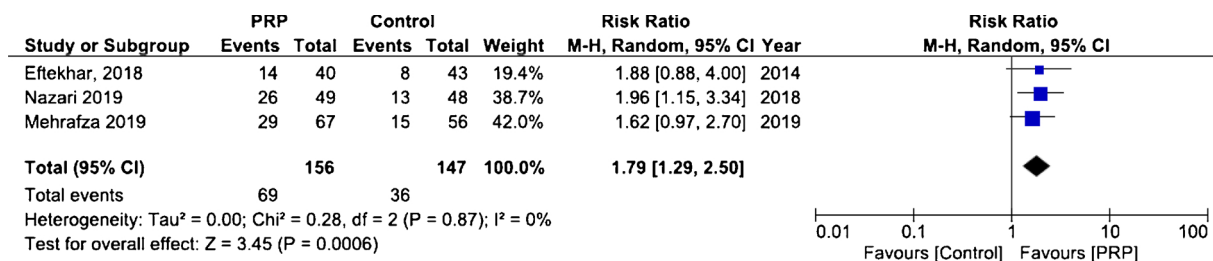 PRP Control Risk Ratio Risk Ratio
Study or Subgroup Events Total Events Total Weight M-H, Random, 95% CI Year M-H, Random, 95% CI
Eftekhar, 2018 14 40 8 43 19.4% 1.88 [0.88, 4.00] 2014
Nazari 2019 26 49 13 48 38.7% 1.96 [1.15, 3.34] 2018
Mehrafza 2019 29 67 15 56 42.0% 1.62 [0.97, 2.70] 2019
Total (95% CI) 156 147 100.0% 1.79 [1.29, 2.50]
Total events 69 36
Heterogeneity: Tau² = 0.00; Chi² = 0.28, df = 2 (P = 0.87); I² = 0%
Test for overall effect: Z = 3.45 (P = 0.0006)
0.01 0.1 1 10 100
Favours [Control] Favours [PRP]